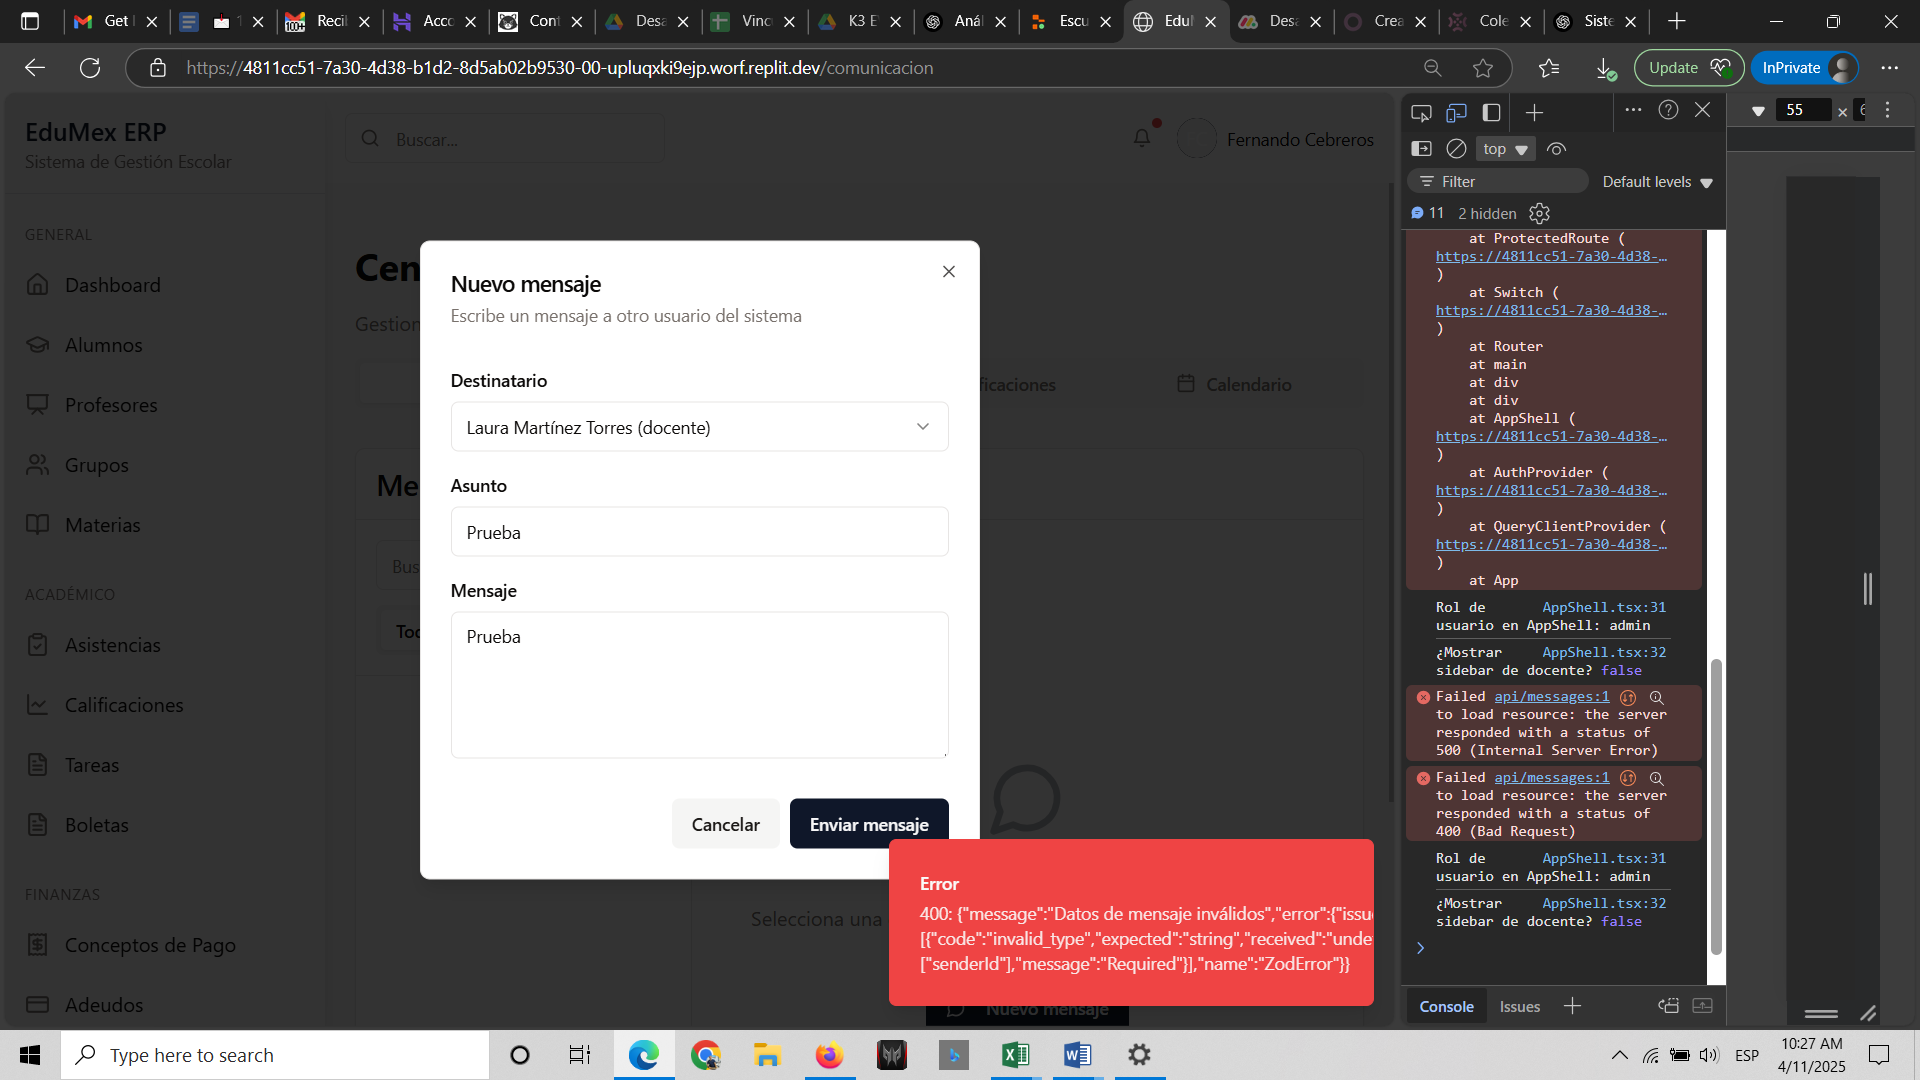 Get I
1
Recil
Acco
Cont
Desa
Vinc
K3 E
Anál
Escu
Edul
Desa
Crea
Cole
Siste
https://4811cc51-7a30-4d38-b1d2-8d5ab02b9530-00-upluqxki9ejp.worf.replit.dev/comunicacion
Update
InPrivate
EduMex ERP
Sistema de Gestión Escolar
Buscar...
Fernando Cebreros
GENERAL
Dashboard
Alumnos
Profesores
Grupos
Materias
ACADÉMICO
Asistencias
Calificaciones
Tareas
Boletas
FINANZAS
Conceptos de Pago
Adeudos
Cen
Gestion
ficaciones
Calendario
Me
Bus
Toc
Nuevo mensaje
Escribe un mensaje a otro usuario del sistema
Destinatario
Laura Martínez Torres (docente)
Asunto
Prueba
Mensaje
Prueba
Cancelar
Enviar mensaje
Selecciona una
Nuevo mensaje
Error
400: {"message":"Datos de mensaje inválidos","error":{"issu
[{"code":"invalid_type","expected":"string","received":"unde
["senderId"],"message":"Required"}],"name":"ZodError"}}
55
×
top
Filter
Default levels
11
2 hidden
at ProtectedRoute (
https://4811cc51-7a30-4d38-…
)
at Switch (
https://4811cc51-7a30-4d38-…
)
at Router
at main
at div
at div
at AppShell (
https://4811cc51-7a30-4d38-…
)
at AuthProvider (
https://4811cc51-7a30-4d38-…
)
at QueryClientProvider (
https://4811cc51-7a30-4d38-…
)
at App
Rol de AppShell.tsx:31
usuario en AppShell: admin
¿Mostrar AppShell.tsx:32
sidebar de docente? false
Failed api/messages:1
to load resource: the server
responded with a status of
500 (Internal Server Error)
Failed api/messages:1
to load resource: the server
responded with a status of
400 (Bad Request)
Rol de AppShell.tsx:31
usuario en AppShell: admin
¿Mostrar AppShell.tsx:32
sidebar de docente? false
Console
Issues
Type here to search
ESP
10:27 AM
4/11/2025